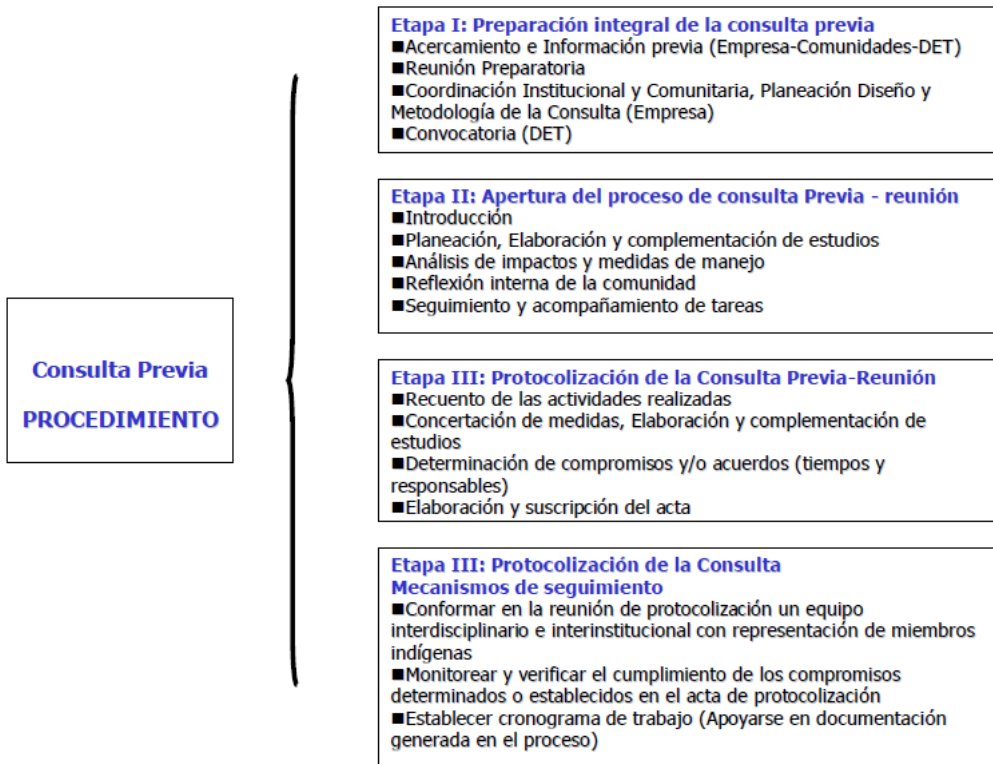 Etapa I: Preparación integral de la consulta previa
■Acercamiento e Información previa (Empresa-Comunidades-DET)
■Reunión Preparatoria
■Coordinación Institucional y Comunitaria, Planeación Diseño y
Metodología de la Consulta (Empresa)
■Convocatoria (DET)
Etapa II: Apertura del proceso de consulta Previa - reunión
■Introducción
■Planeación, Elaboración y complementación de estudios
■Análisis de impactos y medidas de manejo
■Reflexión interna de la comunidad
■Seguimiento y acompañamiento de tareas
Consulta Previa
PROCEDIMIENTO
Etapa III: Protocolización de la Consulta Previa-Reunión
■Recuento de las actividades realizadas
■Concertación de medidas, Elaboración y complementación de
estudios
■Determinación de compromisos y/o acuerdos (tiempos y
responsables)
■Elaboración y suscripción del acta
Etapa III: Protocolización de la Consulta
Mecanismos de seguimiento
■Conformar en la reunión de protocolización un equipo
interdisciplinario e interinstitucional con representación de miembros
indígenas
■Monitorear y verificar el cumplimiento de los compromisos
determinados o establecidos en el acta de protocolización
■Establecer cronograma de trabajo (Apoyarse en documentación
generada en el proceso)